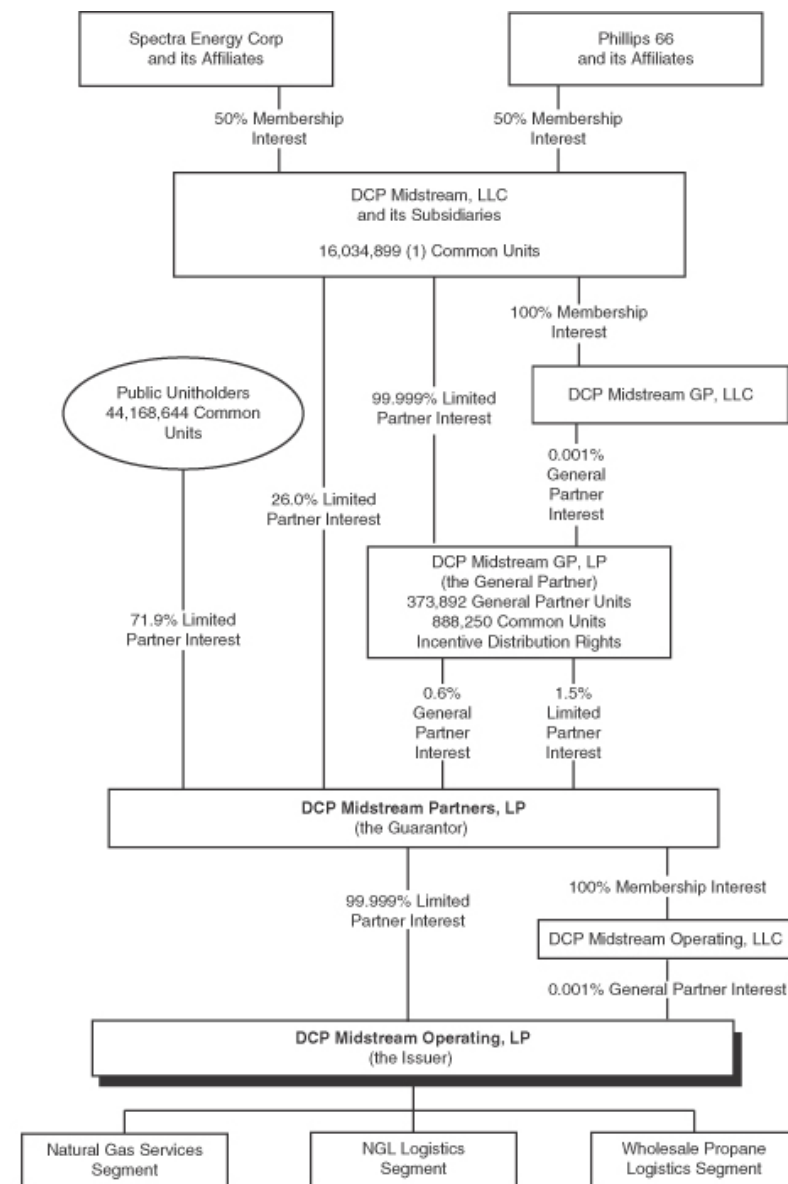 Spectra Energy Corp
and its Affiliates
Phillips 66
and its Affiliates
50% Membership
Interest
50% Membership
Interest
DCP Midstream, LLC
and its Subsidiaries
16,034,899 (1) Common Units
100% Membership
Interest
Public Unitholders
44,168,644 Common
Units
99.999% Limited
Partner Interest
DCP Midstream GP, LLC
0.001%
General
Partner
Interest
26.0% Limited
Partner Interest
DCP Midstream GP, LP
(the General Partner)
373,892 General Partner Units
888,250 Common Units
Incentive Distribution Rights
71.9% Limited
Partner Interest
0.6%
General
Partner
Interest
1.5%
Limited
Partner
Interest
DCP Midstream Partners, LP
(the Guarantor)
99.999% Limited
Partner Interest
100% Membership Interest
DCP Midstream Operating, LLC
0.001% General Partner Interest
DCP Midstream Operating, LP
(the Issuer)
Natural Gas Services
Segment
NGL Logistics
Segment
Wholesale Propane
Logistics Segment